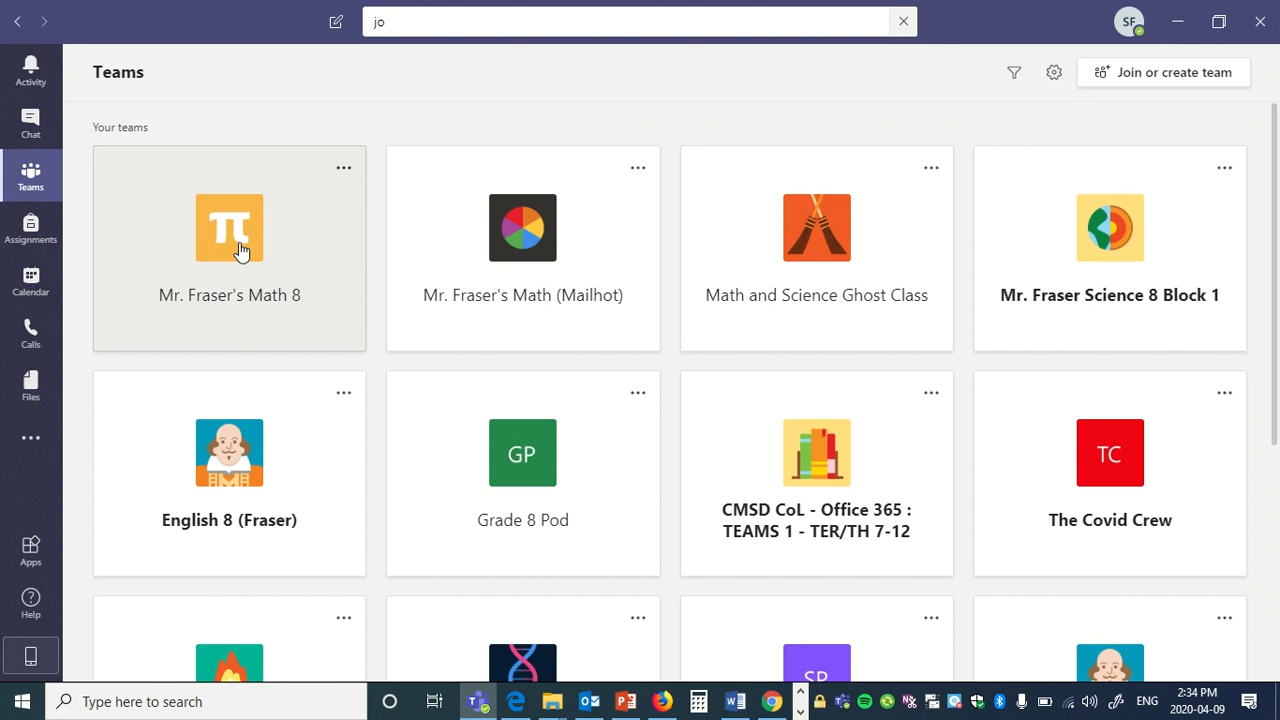 jo
SF
Activity
Chat
Teams
Assignments
Calendar
Calls
Files
Apps
Help
Teams
Join or create team
Your teams
π
Mr. Fraser's Math 8
Mr. Fraser's Math (Mailhot)
Math and Science Ghost Class
Mr. Fraser Science 8 Block 1
English 8 (Fraser)
GP
Grade 8 Pod
CMSD CoL - Office 365 :
TEAMS 1 - TER/TH 7-12
TC
The Covid Crew
SP
Type here to search
ENG
2:34 PM
2020-04-09